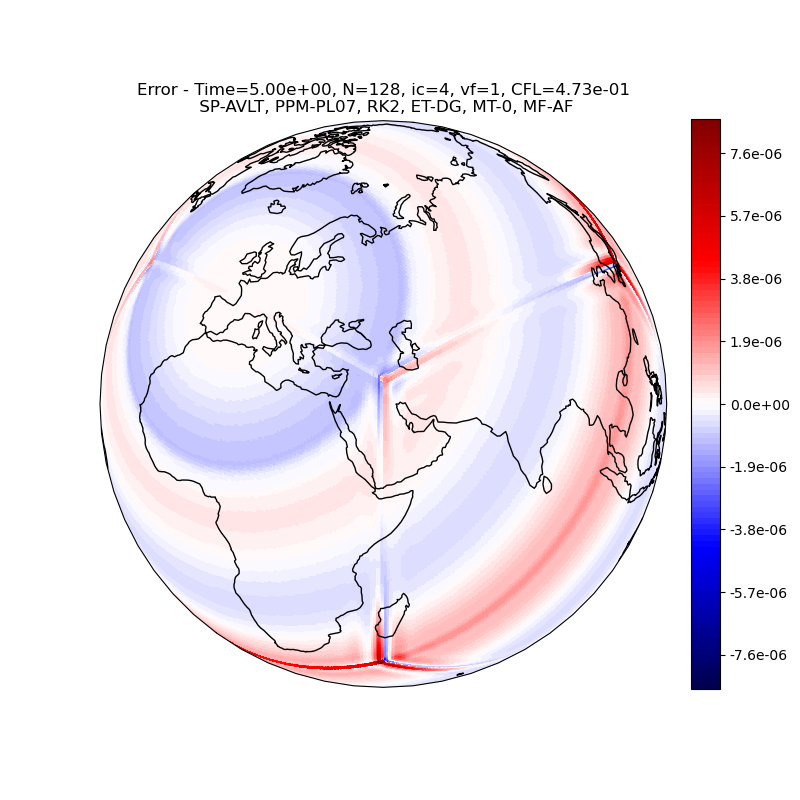 Error - Time=5.00e+00, N=128, ic=4, vf=1, CFL=4.73e-01
SP-AVLT, PPM-PL07, RK2, ET-DG, MT-0, MF-AF
7.6e-06
5.7e-06
3.8e-06
1.9e-06
0.0e+00
-1.9e-06
-3.8e-06
-5.7e-06
-7.6e-06